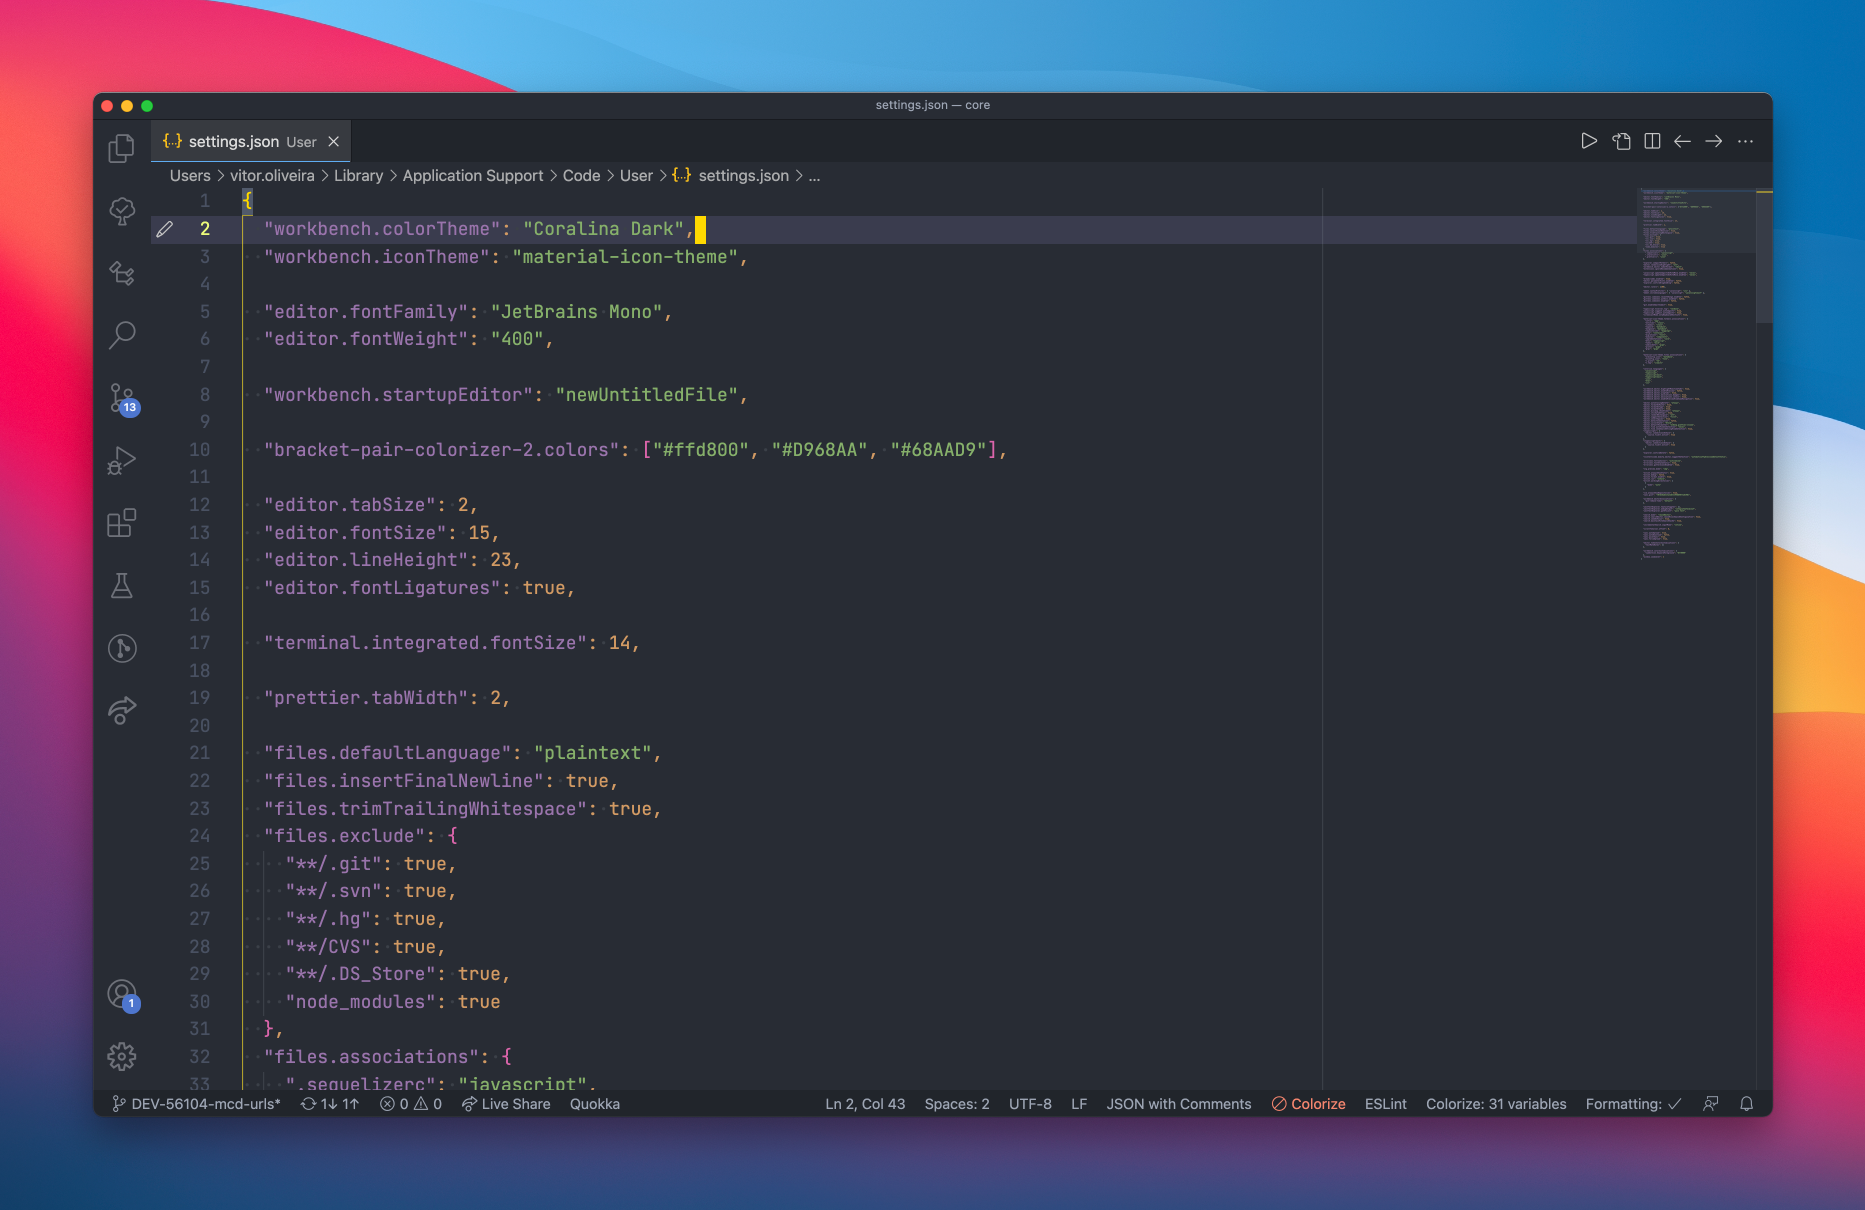 settings.json — core
{..} settings.json User
Users > vitor.oliveira > Library > Application Support > Code > User > {..} settings.json > ...
1 {
2 "workbench.colorTheme": "Coralina Dark",
3 "workbench.iconTheme": "material-icon-theme",
4
5 "editor.fontFamily": "JetBrains Mono",
6 "editor.fontWeight": "400",
7
8 "workbench.startupEditor": "newUntitledFile",
9
10 "bracket-pair-colorizer-2.colors": ["#ffd800", "#D968AA", "#68AAD9"],
11
12 "editor.tabSize": 2,
13 "editor.fontSize": 15,
14 "editor.lineHeight": 23,
15 "editor.fontLigatures": true,
16
17 "terminal.integrated.fontSize": 14,
18
19 "prettier.tabWidth": 2,
20
21 "files.defaultLanguage": "plaintext",
22 "files.insertFinalNewline": true,
23 "files.trimTrailingWhitespace": true,
24 "files.exclude": {
25 "**/.git": true,
26 "**/.svn": true,
27 "**/.hg": true,
28 "**/CVS": true,
29 "**/.DS_Store": true,
30 "node_modules": true
31 },
32 "files.associations": {
33 ".sequelizerc": "javascript",
13
1
DEV-56104-mcd-urls* 1↓ 1↑ 0 0 Live Share Quokka Ln 2, Col 43 Spaces: 2 UTF-8 LF JSON with Comments Colorize ESLint Colorize: 31 variables Formatting: ✓